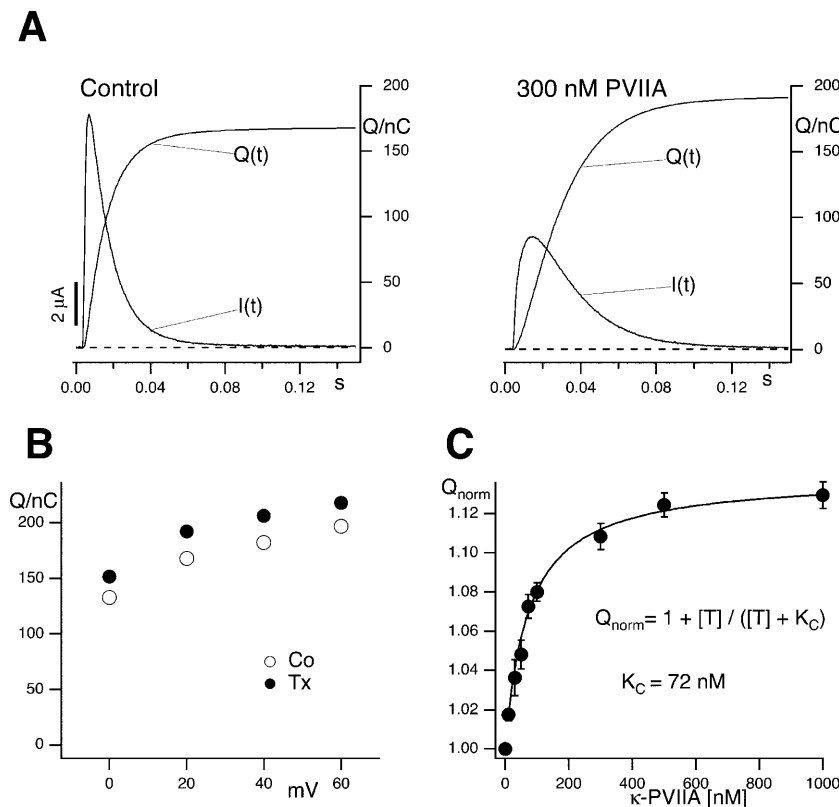 A
Control
200
Q/nC
150
Q(t)
100
50
I(t)
2 µA
0
0.00 0.04 0.08 0.12 s
300 nM PVIIA
200
Q/nC
150
Q(t)
100
50
I(t)
0
0.00 0.04 0.08 0.12 s
B
Q/nC
200
150
100
50
0
Co
Tx
0 20 40 60
mV
C
Qnorm
1.12
1.10
1.08
1.06
1.04
1.02
1.00
Qnorm= 1 + [T] / ([T] + KC)
KC = 72 nM
0 200 400 600 800 1000
κ-PVIIA [nM]